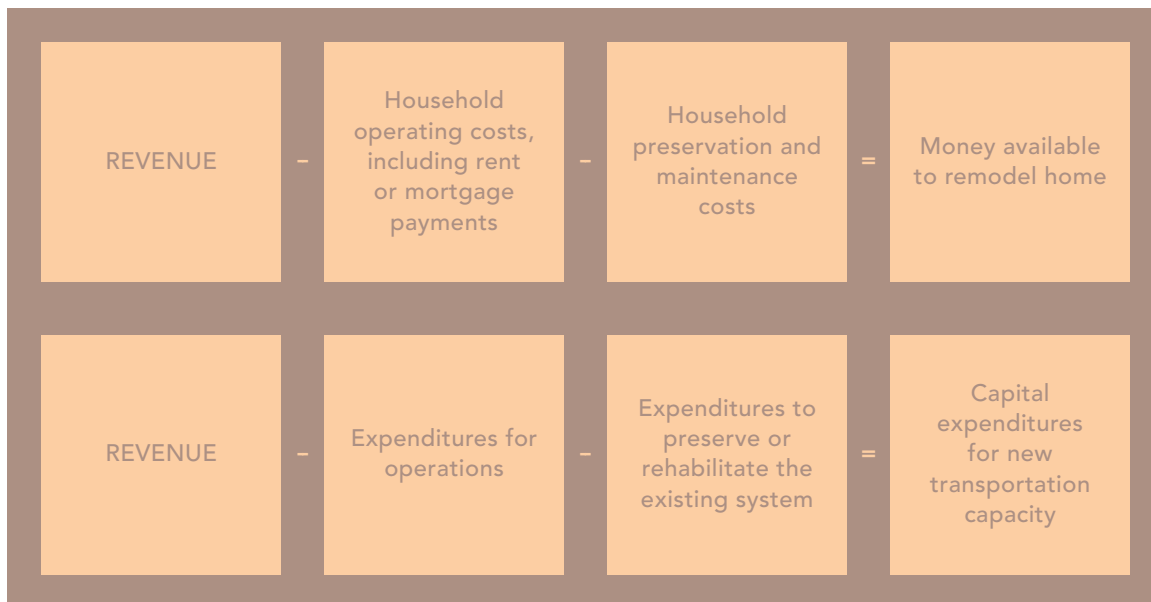 REVENUE
–
Household
operating costs,
including rent
or mortgage
payments
–
Household
preservation and
maintenance
costs
=
Money available
to remodel home
REVENUE
–
Expenditures for
operations
–
Expenditures to
preserve or
rehabilitate the
existing system
=
Capital
expenditures
for new
transportation
capacity